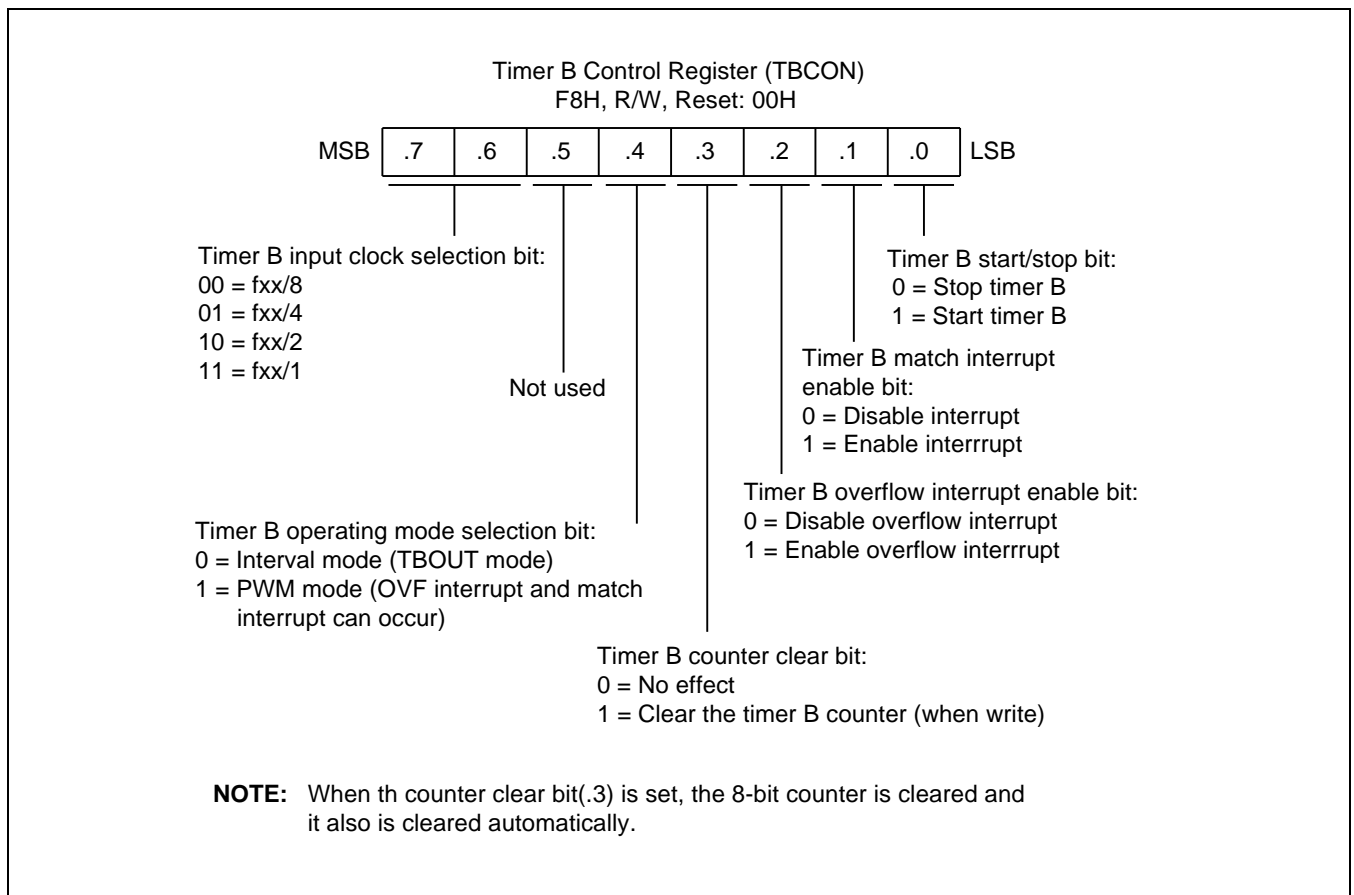 Timer B Control Register (TBCON)
F8H, R/W, Reset: 00H
MSB .7 .6 .5 .4 .3 .2 .1 .0 LSB
Timer B input clock selection bit:
00 = fxx/8
01 = fxx/4
10 = fxx/2
11 = fxx/1
Not used
Timer B start/stop bit:
0 = Stop timer B
1 = Start timer B
Timer B match interrupt
enable bit:
0 = Disable interrupt
1 = Enable interrrupt
Timer B overflow interrupt enable bit:
0 = Disable overflow interrupt
1 = Enable overflow interrrupt
Timer B operating mode selection bit:
0 = Interval mode (TBOUT mode)
1 = PWM mode (OVF interrupt and match
interrupt can occur)
Timer B counter clear bit:
0 = No effect
1 = Clear the timer B counter (when write)
NOTE: When th counter clear bit(.3) is set, the 8-bit counter is cleared and
it also is cleared automatically.